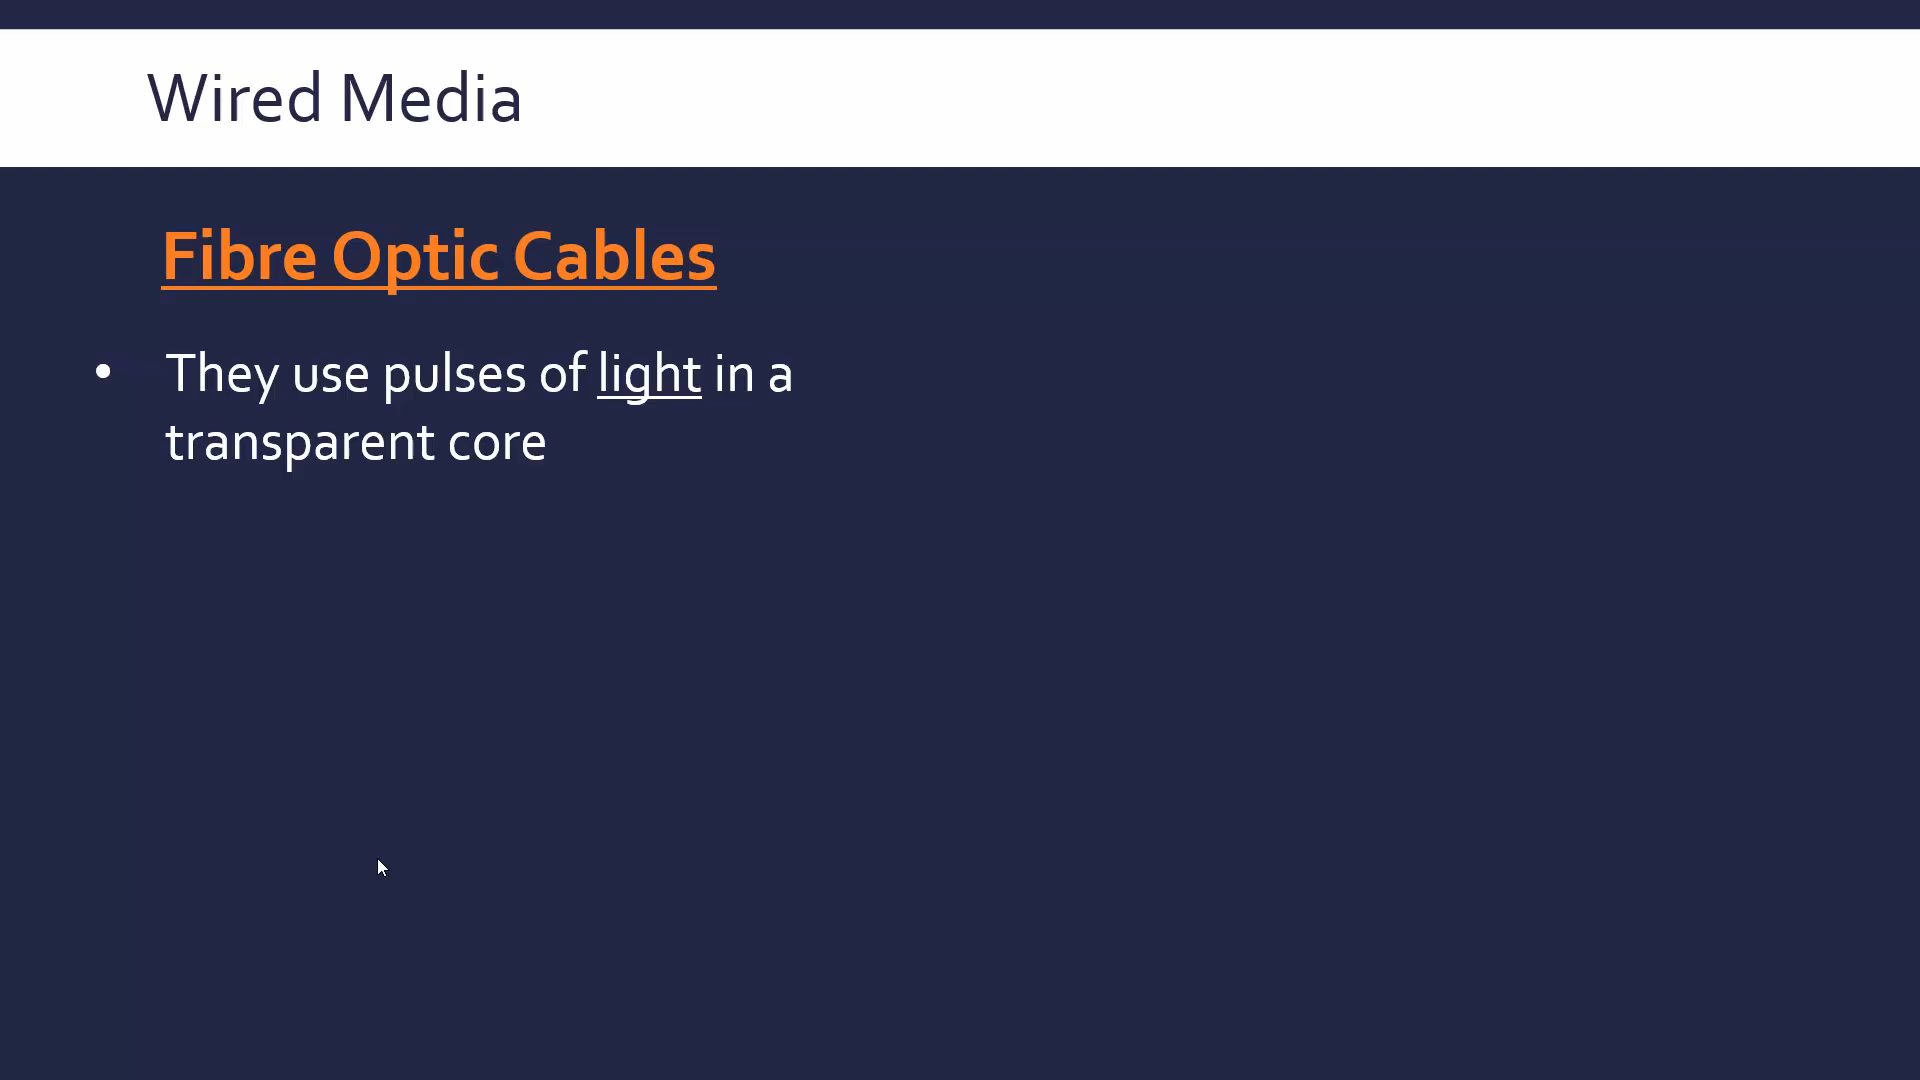 Wired Media
Fibre Optic Cables
• They use pulses of light in a
transparent core